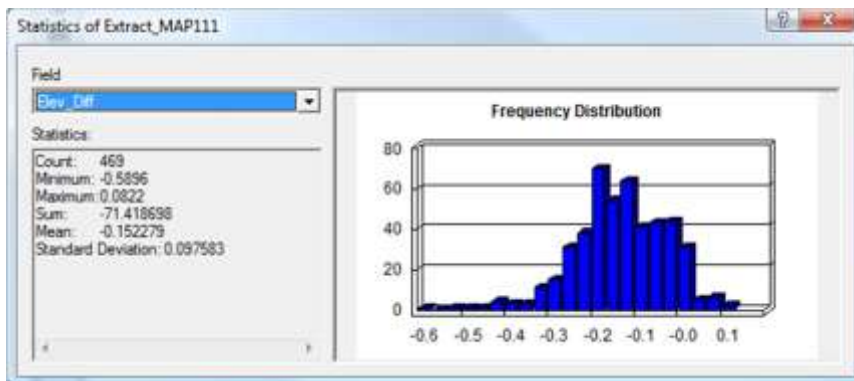 Statistics of Extract_MAP111
Field
Elev_Diff
Statistics:
Count: 469
Minimum: -0.5896
Maximum: 0.0822
Sum: -71.418698
Mean: -0.152279
Standard Deviation: 0.097583
Frequency Distribution
80
60
40
20
0
-0.6 -0.5 -0.4 -0.3 -0.2 -0.1 -0.0 0.1